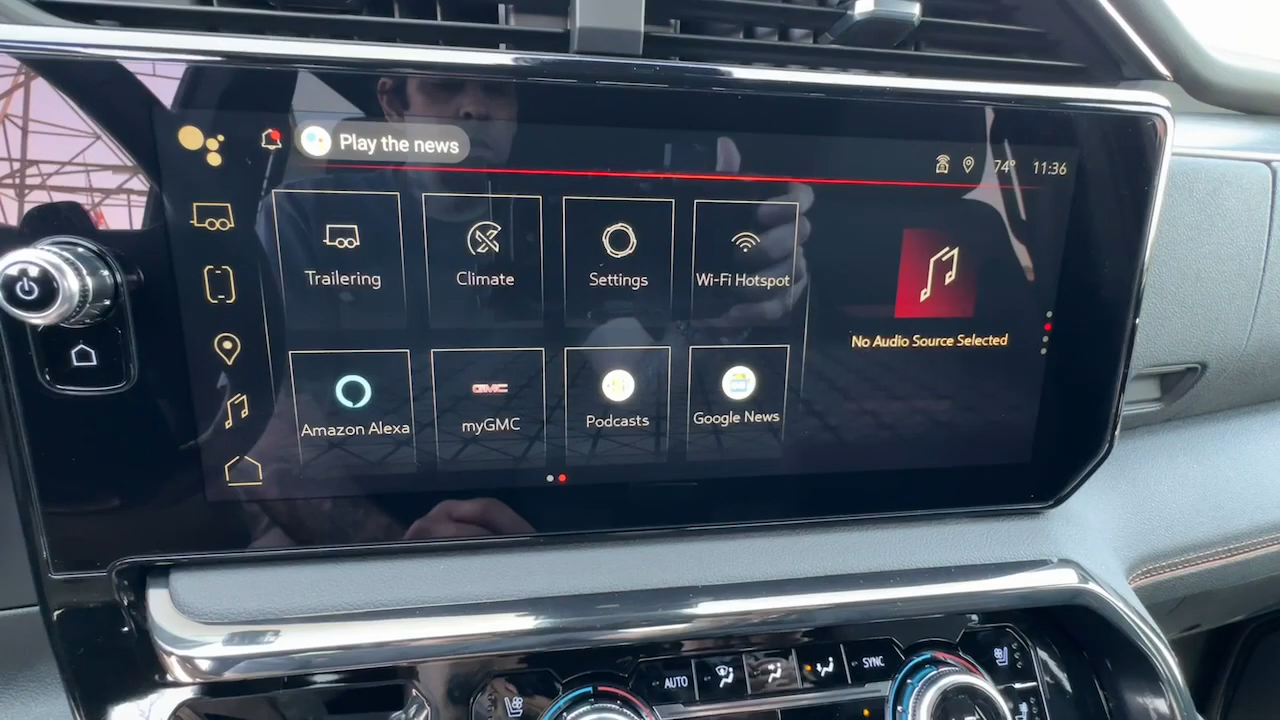 Play the news
74° 11:36
Trailering
Climate
Settings
Wi-Fi Hotspot
No Audio Source Selected
Amazon Alexa
GMC
myGMC
Podcasts
Google News
AUTO
SYNC